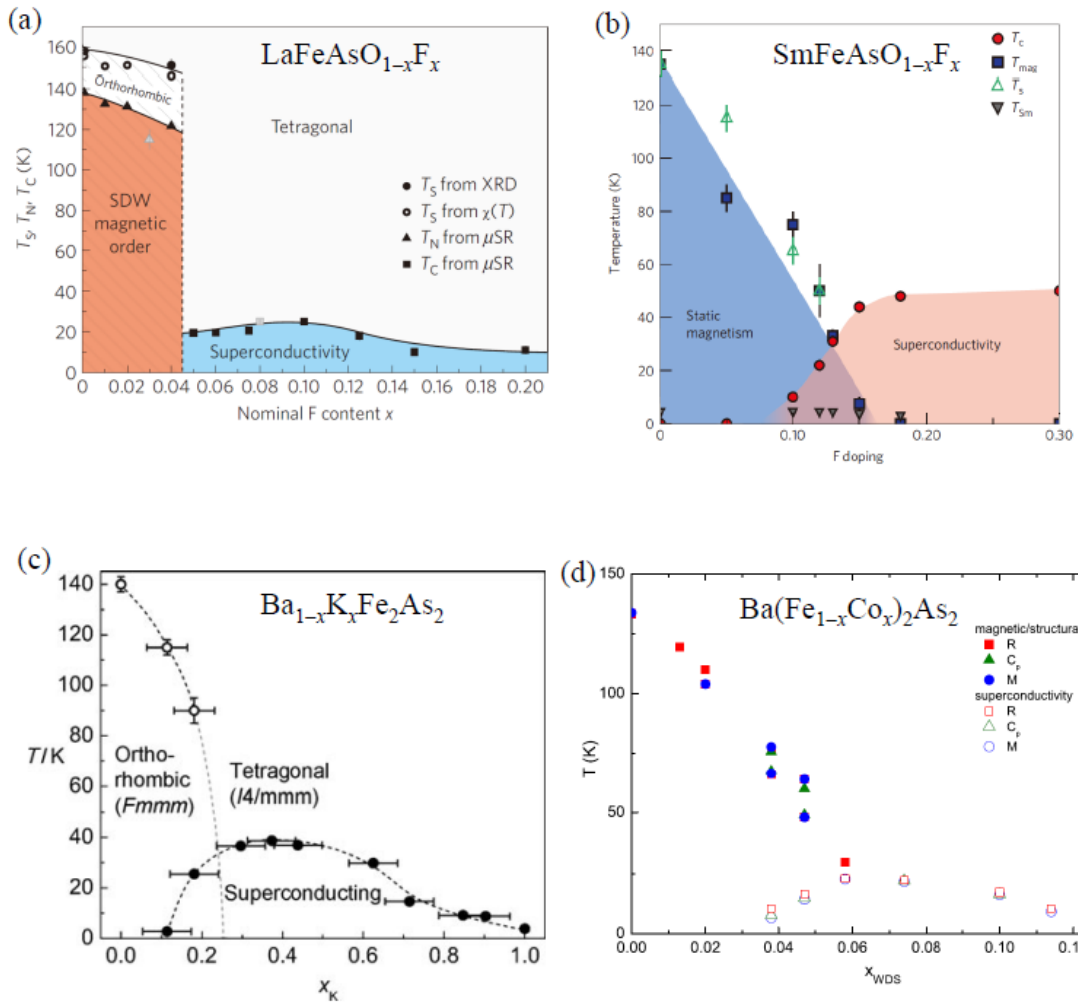 (a)
LaFeAsO1−xFx
TS, TN, TC (K)
160
140
120
100
80
60
40
20
0
Orthorhombic
Tetragonal
SDW
magnetic
order
TS from XRD
TS from χ(T)
TN from μSR
TC from μSR
Superconductivity
0 0.02 0.04 0.06 0.08 0.10 0.12 0.14 0.16 0.18 0.20
Nominal F content x
(b)
SmFeAsO1−xFx
Tc
Tmag
Ts
TSm
Temperature (K)
140
120
100
80
60
40
20
0
Static
magnetism
Superconductivity
0 0.10 0.20 0.30
F doping
(c)
Ba1−xKxFe2As2
T/K
140
120
100
80
60
40
20
0
Ortho-
rhombic
(Fmmm)
Tetragonal
(I4/mmm)
Superconducting
0.0 0.2 0.4 0.6 0.8 1.0
xK
(d)
Ba(Fe1−xCox)2As2
magnetic/structura
R
Cp
M
superconductivity
R
Cp
M
T (K)
150
100
50
0
0.00 0.02 0.04 0.06 0.08 0.10 0.1
xWDS